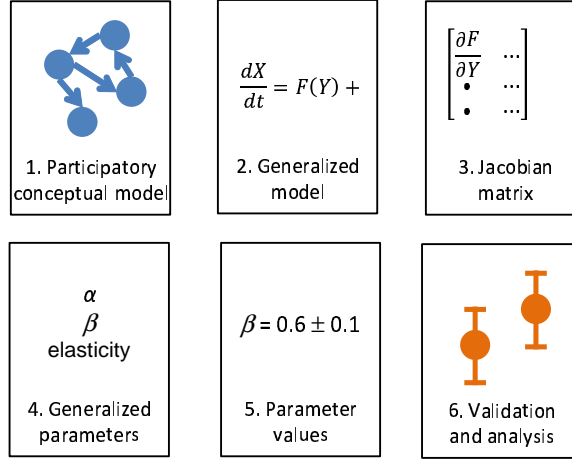 1. Participatory
conceptual model
dX/dt = F(Y) +
2. Generalized
model
∂F/∂Y ...
• ...
• ...
3. Jacobian
matrix
α
β
elasticity
4. Generalized
parameters
β = 0.6 ± 0.1
5. Parameter
values
6. Validation
and analysis